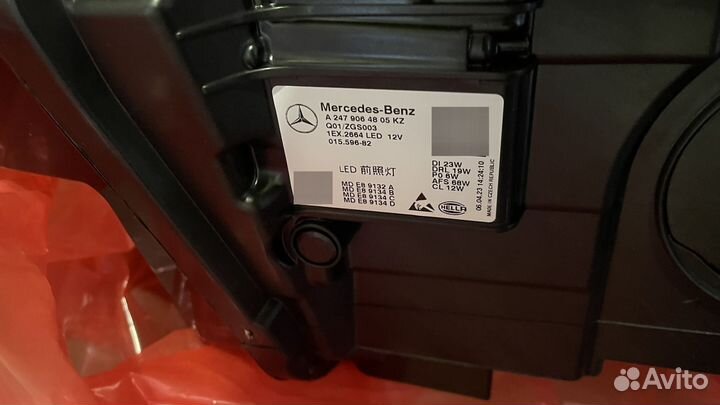 Mercedes-Benz
A 247 906 48 05 KZ
Q01/ZGS003
1EX.2664 LED 12V
015.596-82
LED 前照灯
MD E8 9132 A
MD E8 9134 B
MD E8 9134 C
MD E8 9134 D
DI 23W
DRL 19W
Po 6W
AFS 68W
CL 12W
HELLA
06.04.23 14:24:10
MADE IN CZECH REPUBLIC
Avito